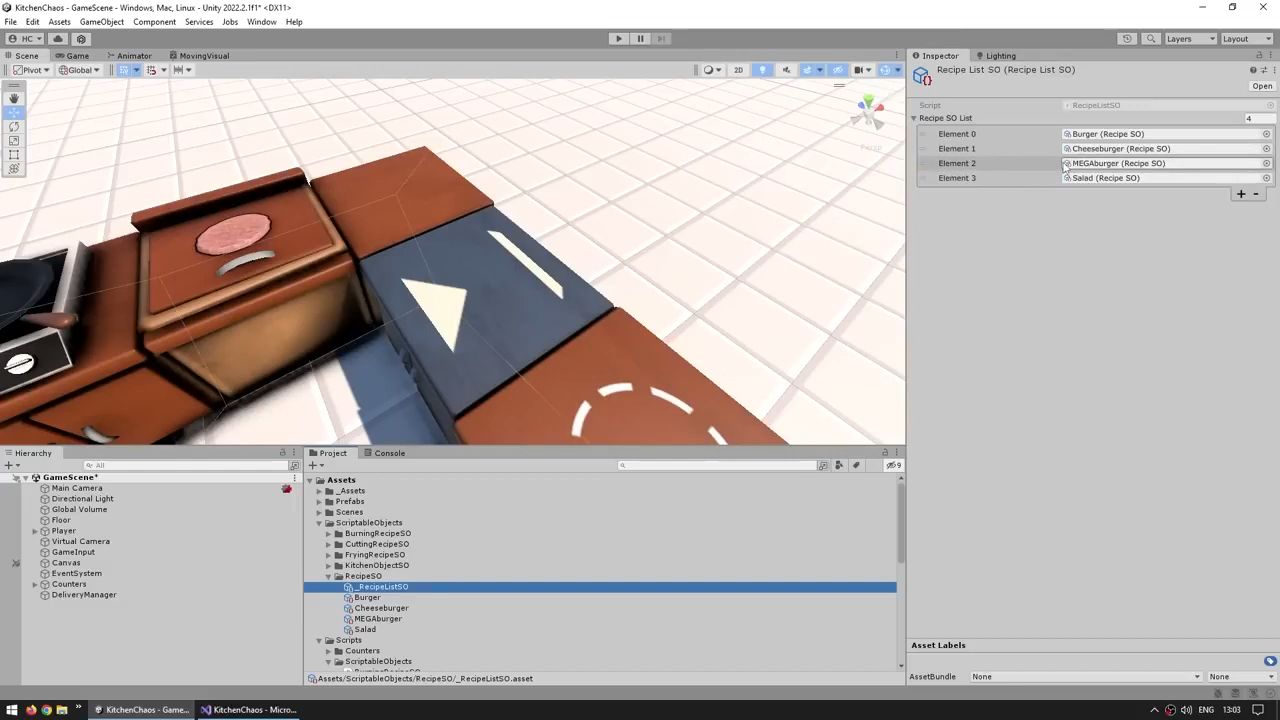 KitchenChaos - GameScene - Windows, Mac, Linux - Unity 2022.2.1f1* <DX11>
File Edit Assets GameObject Component Services Jobs Window Help
HC Layers Layout
Scene Game Animator MovingVisual
Pivot Global 2D
Persp
Inspector Lighting
Recipe List SO (Recipe List SO)
Open
Script RecipeListSO
Recipe SO List 4
Element 0 Burger (Recipe SO)
Element 1 Cheeseburger (Recipe SO)
Element 2 MEGAburger (Recipe SO)
Element 3 Salad (Recipe SO)
+ -
Hierarchy
All
GameScene*
Main Camera
Directional Light
Global Volume
Floor
Player
Virtual Camera
GameInput
Canvas
EventSystem
Counters
DeliveryManager
Project Console
9
Assets
_Assets
Prefabs
Scenes
ScriptableObjects
BurningRecipeSO
CuttingRecipeSO
FryingRecipeSO
KitchenObjectSO
RecipeSO
_RecipeListSO
Burger
Cheeseburger
MEGAburger
Salad
Scripts
Counters
ScriptableObjects
Assets/ScriptableObjects/RecipeSO/_RecipeListSO.asset
Asset Labels
AssetBundle None None
KitchenChaos - Game... KitchenChaos - Micro... ENG 13:03